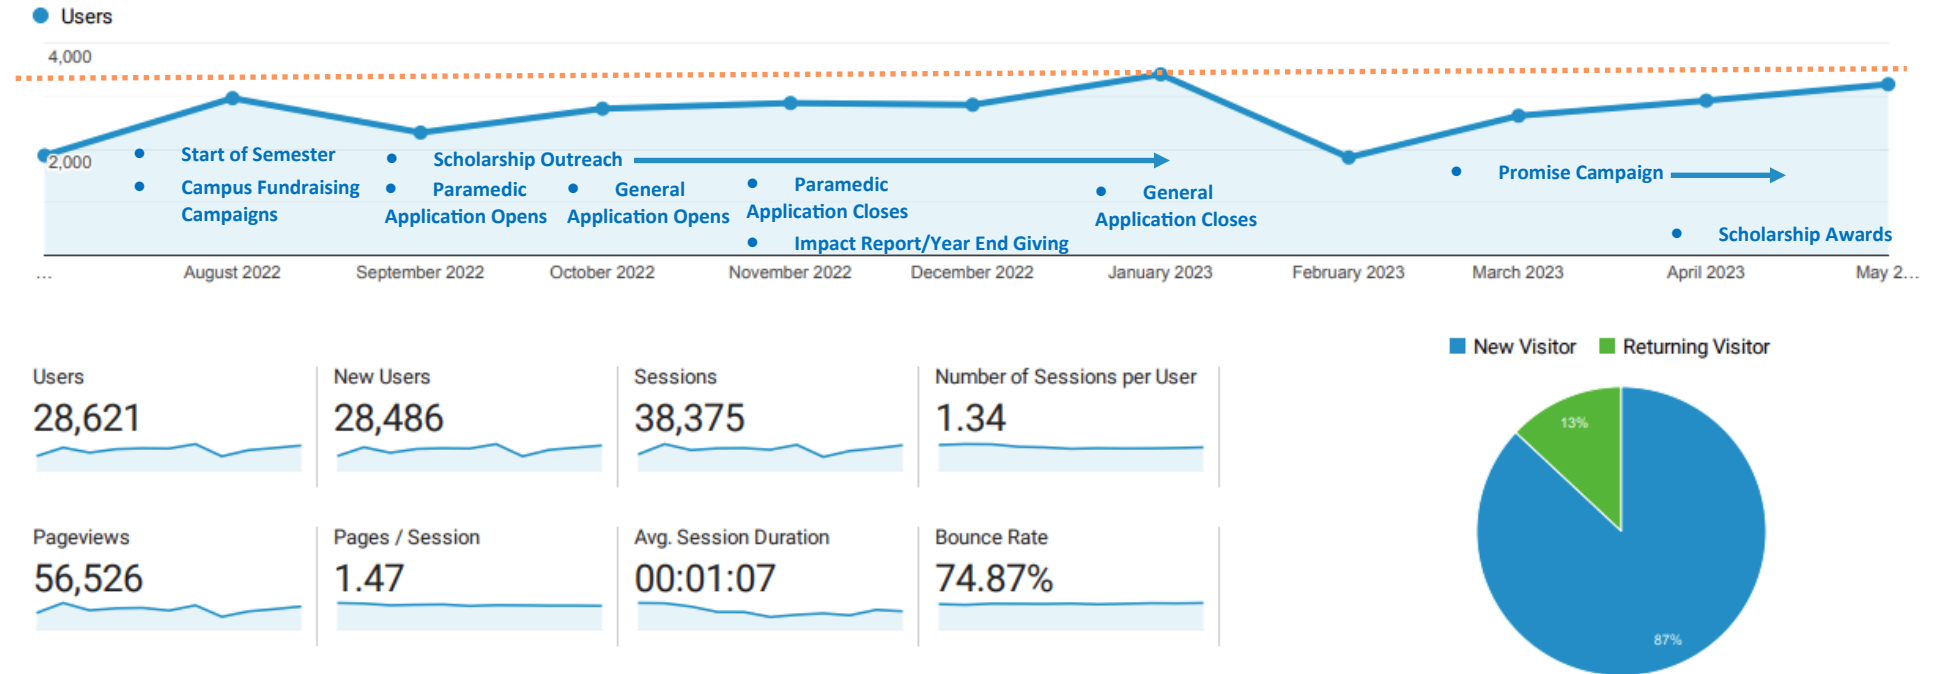 Users
4,000
2,000
• Start of Semester
• Campus Fundraising
Campaigns
• Scholarship Outreach
• Paramedic
Application Opens
• General
Application Opens
• Paramedic
Application Closes
• Impact Report/Year End Giving
• General
Application Closes
• Promise Campaign
• Scholarship Awards
... August 2022 September 2022 October 2022 November 2022 December 2022 January 2023 February 2023 March 2023 April 2023 May 2...
New Visitor Returning Visitor
Users
28,621
New Users
28,486
Sessions
38,375
Number of Sessions per User
1.34
Pageviews
56,526
Pages / Session
1.47
Avg. Session Duration
00:01:07
Bounce Rate
74.87%
13%
87%